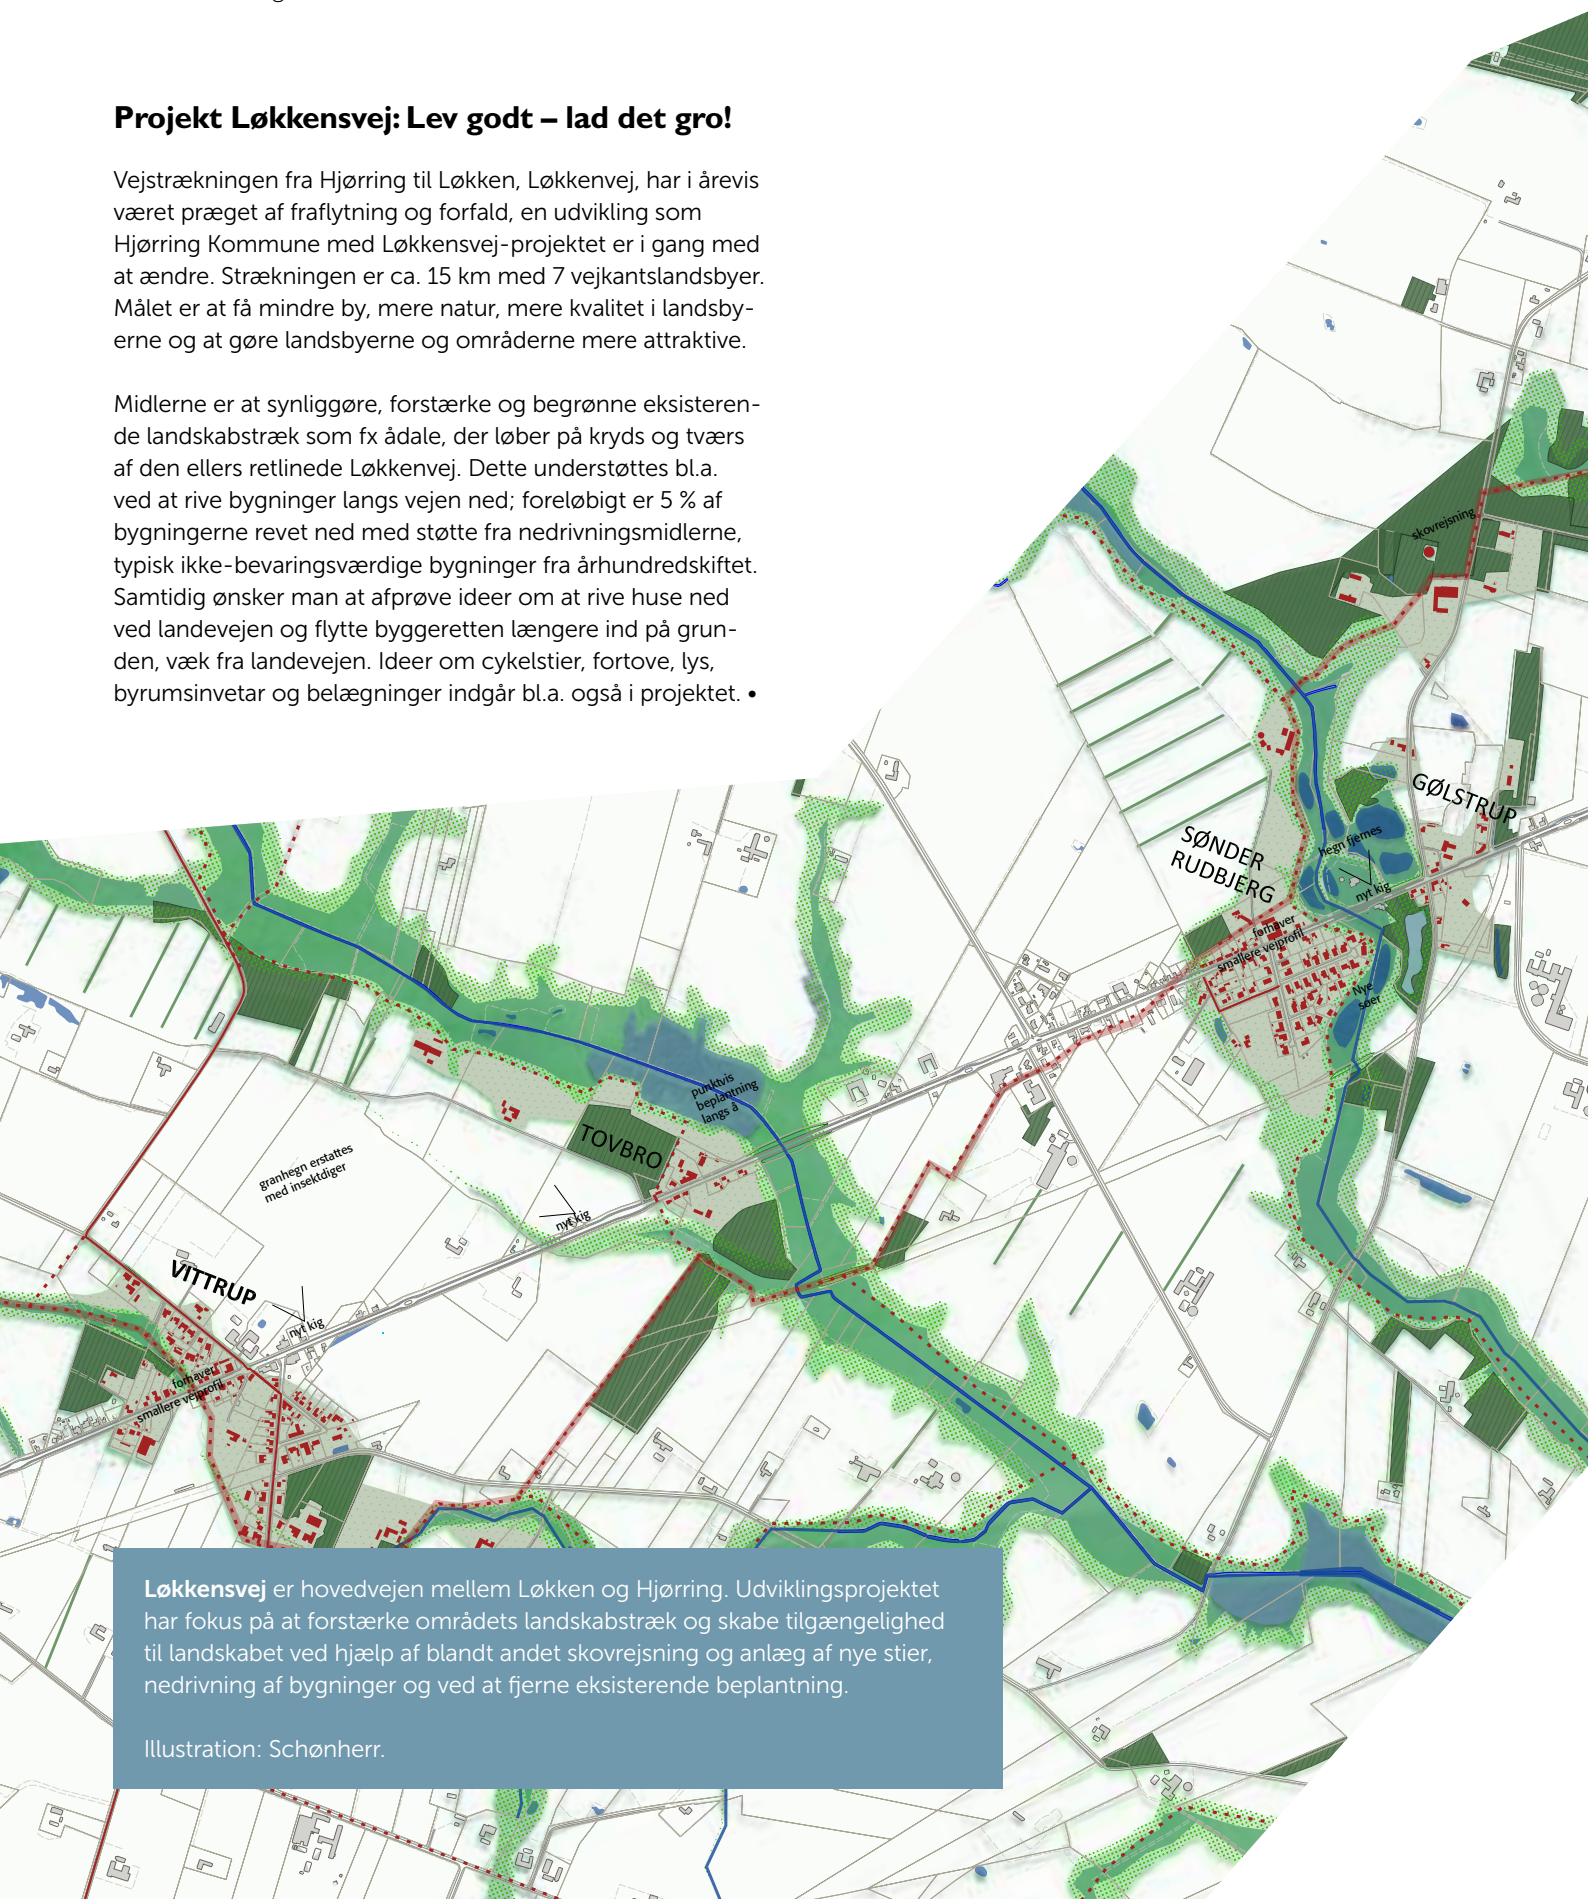 Projekt Løkkensvej: Lev godt – lad det gro!
Vejstrækningen fra Hjørring til Løkken, Løkkenvej, har i årevis
været præget af fraflytning og forfald, en udvikling som
Hjørring Kommune med Løkkensvej-projektet er i gang med
at ændre. Strækningen er ca. 15 km med 7 vejkantslandsbyer.
Målet er at få mindre by, mere natur, mere kvalitet i landsby-
erne og at gøre landsbyerne og områderne mere attraktive.
Midlerne er at synliggøre, forstærke og begrønne eksisteren-
de landskabstræk som fx ådale, der løber på kryds og tværs
af den ellers retlinede Løkkenvej. Dette understøttes bl.a.
ved at rive bygninger langs vejen ned; foreløbigt er 5 % af
bygningerne revet ned med støtte fra nedrivningsmidlerne,
typisk ikke-bevaringsværdige bygninger fra århundredskiftet.
Samtidig ønsker man at afprøve ideer om at rive huse ned
ved landevejen og flytte byggeretten længere ind på grun-
den, væk fra landevejen. Ideer om cykelstier, fortove, lys,
byrumsinvetar og belægninger indgår bl.a. også i projektet. •
skovrejsning
GØLSTRUP
SØNDER
RUDBJERG
hegn fjernes
nyt kig
forhaver
smallere vejprofil
Nye
søer
punktvis
beplantning
langs å
TOVBRO
granhegn erstattes
med insektdiger
nyt kig
VITTRUP
nyt kig
forhaver
smallere vejprofil
Løkkensvej er hovedvejen mellem Løkken og Hjørring. Udviklingsprojektet
har fokus på at forstærke områdets landskabstræk og skabe tilgængelighed
til landskabet ved hjælp af blandt andet skovrejsning og anlæg af nye stier,
nedrivning af bygninger og ved at fjerne eksisterende beplantning.
Illustration: Schønherr.